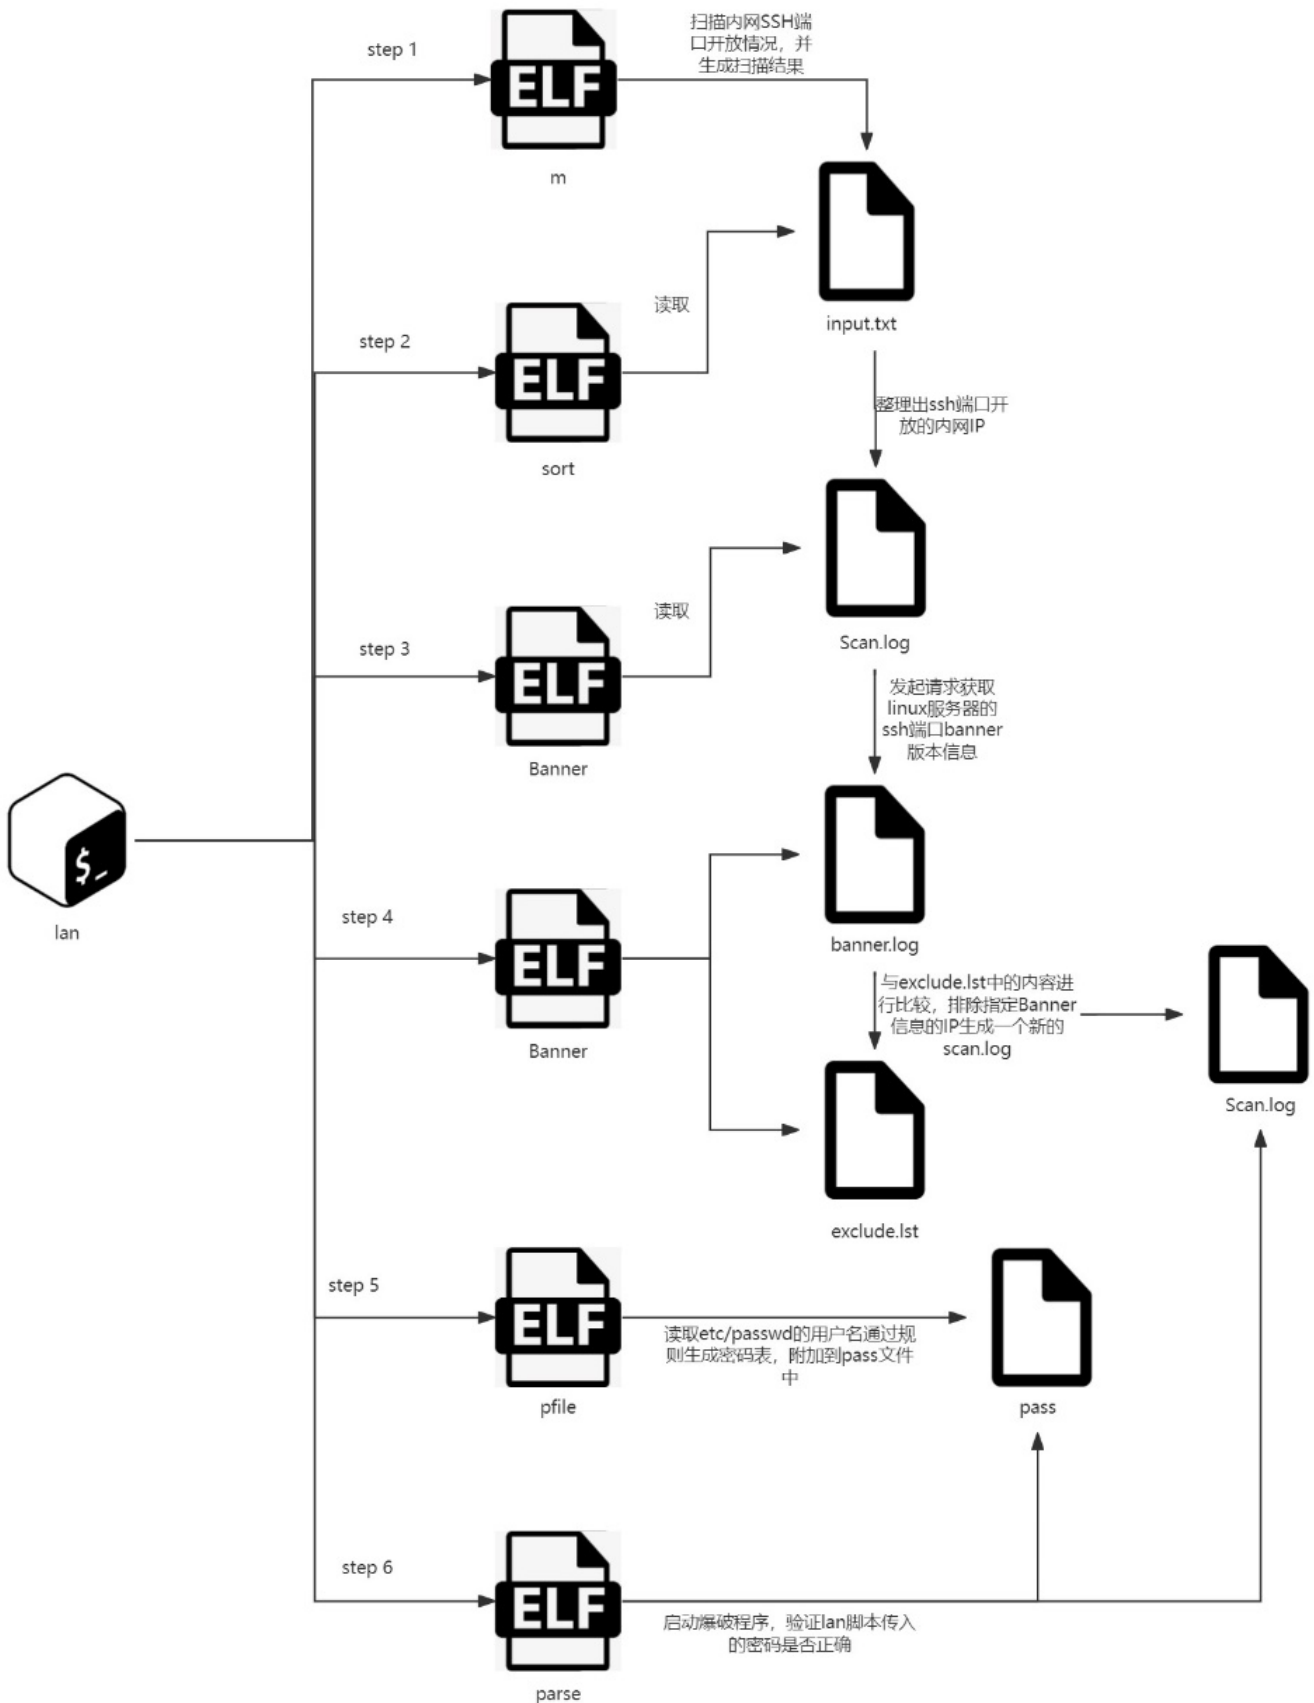 step 1
ELF
m
扫描内网SSH端
口开放情况，并
生成扫描结果
input.txt
step 2
ELF
sort
读取
整理出ssh端口开
放的内网IP
Scan.log
step 3
ELF
Banner
读取
发起请求获取
linux服务器的
ssh端口banner
版本信息
banner.log
$_
lan
step 4
ELF
Banner
与exclude.lst中的内容进
行比较，排除指定Banner
信息的IP生成一个新的
scan.log
Scan.log
exclude.lst
step 5
ELF
pfile
读取etc/passwd的用户名通过规
则生成密码表，附加到pass文件
中
pass
step 6
ELF
parse
启动爆破程序，验证lan脚本传入
的密码是否正确